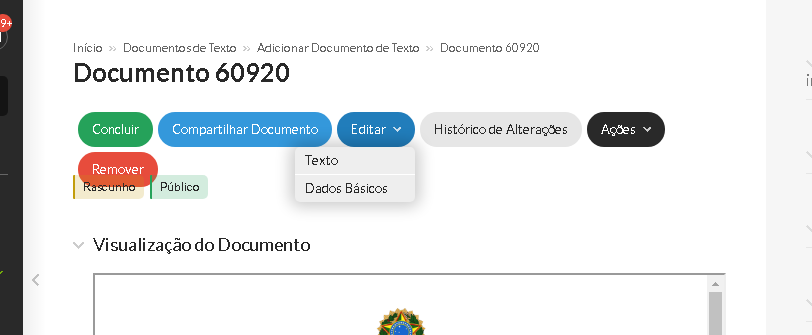 9+
Início » Documentos de Texto » Adicionar Documento de Texto » Documento 60920
Documento 60920
Concluir Compartilhar Documento Editar Histórico de Alterações Ações
Texto
Remover
Rascunho Público
Dados Básicos
Visualização do Documento